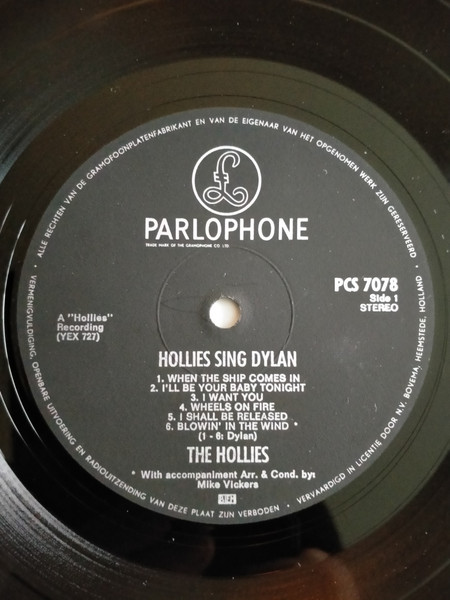 ALLE RECHTEN VAN DE GRAMOFOONPLATENFABRIKANT EN VAN DE EIGENAAR VAN HET OPGENOMEN WERK ZIJN GERESERVEERD
£
PARLOPHONE
TRADE MARK OF THE GRAMOPHONE CO. LTD
PCS 7078
Side 1
STEREO
A "Hollies"
Recording
(YEX 727)
HOLLIES SING DYLAN
1. WHEN THE SHIP COMES IN
2. I'LL BE YOUR BABY TONIGHT
3. I WANT YOU
4. WHEELS ON FIRE
5. I SHALL BE RELEASED
6. BLOWIN' IN THE WIND *
(1 - 6: Dylan)
THE HOLLIES
* With accompaniment Arr. & Cond. by:
Mike Vickers
VERMENIGVULDIGING, OPENBARE UITVOERING EN RADIOUITZENDING VAN DEZE PLAAT ZIJN VERBODEN • VERVAARDIGD IN LICENTIE DOOR N.V. BOVEMA, HEEMSTEDE, HOLLAND •